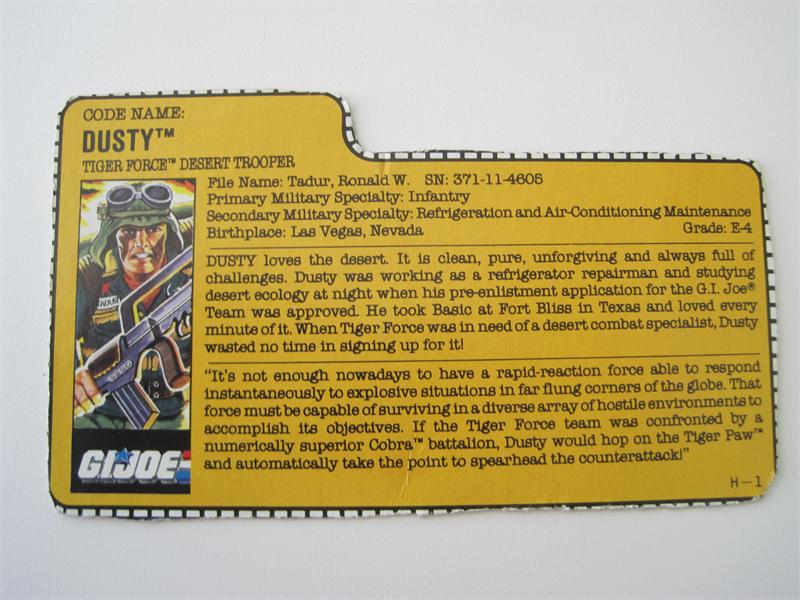 CODE NAME:
DUSTY™
TIGER FORCE™ DESERT TROOPER
File Name: Tadur, Ronald W. SN: 371-11-4605
Primary Military Specialty: Infantry
Secondary Military Specialty: Refrigeration and Air-Conditioning Maintenance
Birthplace: Las Vegas, Nevada Grade: E-4
DUSTY loves the desert. It is clean, pure, unforgiving and always full of
challenges. Dusty was working as a refrigerator repairman and studying
desert ecology at night when his pre-enlistment application for the G.I. Joe®
Team was approved. He took Basic at Fort Bliss in Texas and loved every
minute of it. When Tiger Force was in need of a desert combat specialist, Dusty
wasted no time in signing up for it!
"It's not enough nowadays to have a rapid-reaction force able to respond
instantaneously to explosive situations in far flung corners of the globe. That
force must be capable of surviving in a diverse array of hostile environments to
accomplish its objectives. If the Tiger Force team was confronted by a
numerically superior Cobra™ battalion, Dusty would hop on the Tiger Paw™
and automatically take the point to spearhead the counterattack!"
TADUR
GI JOE
H-1